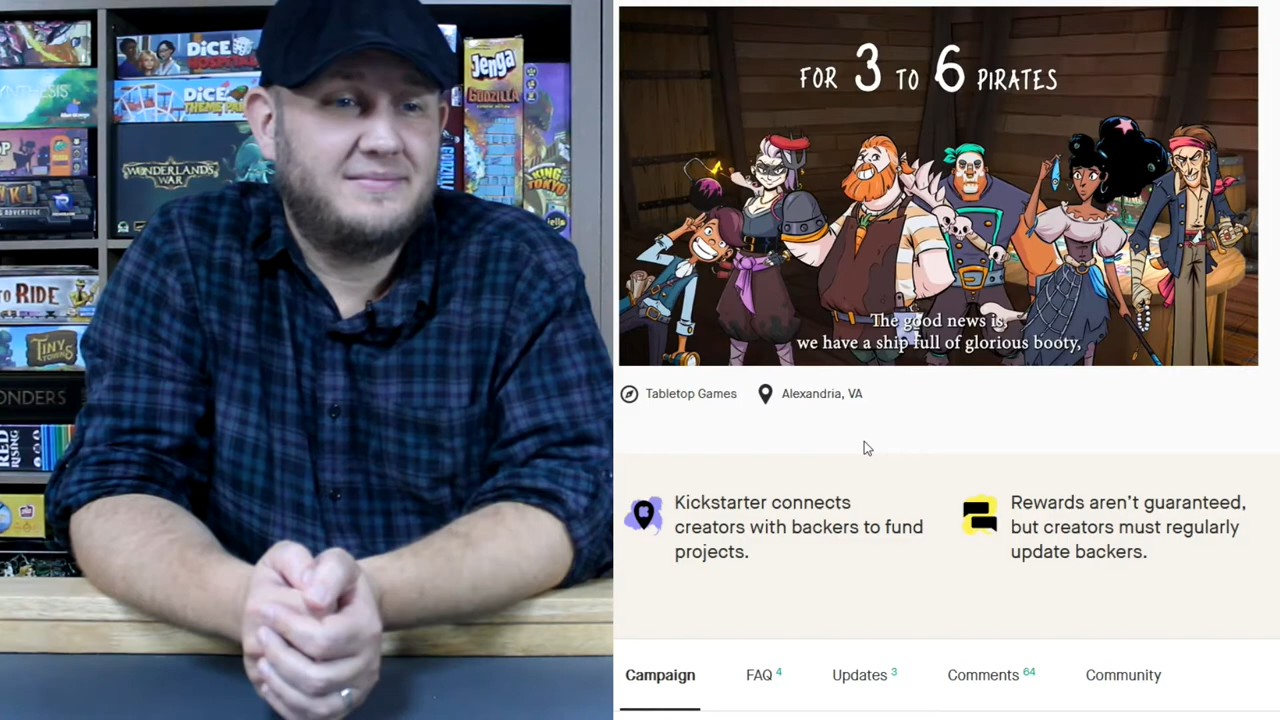 DiCE
HOSPITAL
DiCE
THEME PARK
WONDERLAND'S
WAR
TO RIDE
TINY
TOWNS
ONDERS
RED
RISING
Jenga
GODZILLA
GODZILLA
KING
TOKYO
iello
FOR 3 TO 6 PIRATES
The good news is,
we have a ship full of glorious booty,
Tabletop Games
Alexandria, VA
Kickstarter connects
creators with backers to fund
projects.
Rewards aren't guaranteed,
but creators must regularly
update backers.
Campaign
FAQ 4
Updates 3
Comments 64
Community